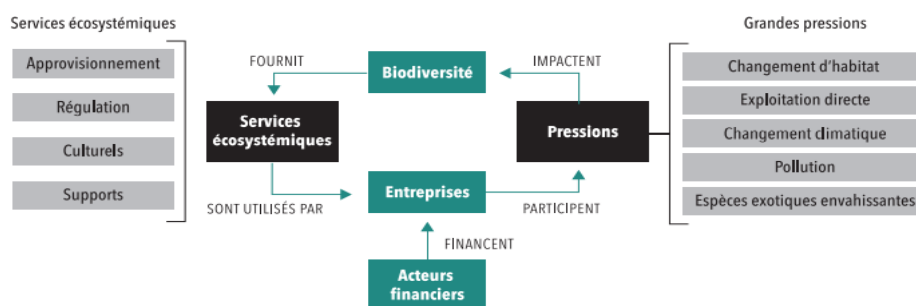 Services écosystémiques
Approvisionnement
Régulation
Culturels
Supports
FOURNIT
Biodiversité
IMPACTENT
Services
écosystémiques
Pressions
SONT UTILISÉS PAR
Entreprises
PARTICIPENT
FINANCENT
Acteurs
financiers
Grandes pressions
Changement d'habitat
Exploitation directe
Changement climatique
Pollution
Espèces exotiques envahissantes